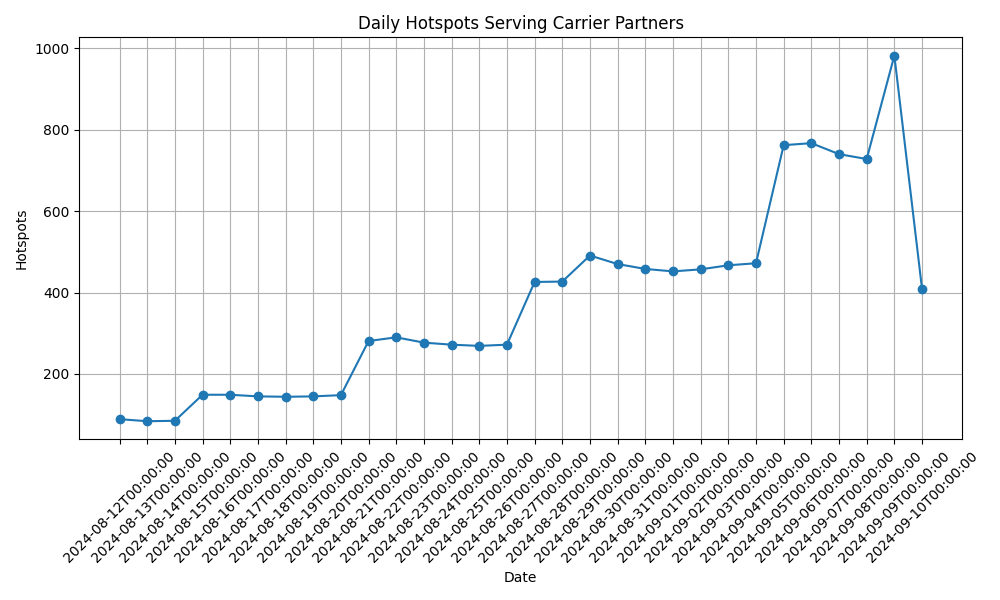 Daily Hotspots Serving Carrier Partners
1000
800
600
400
200
Hotspots
2024-08-12T00:00:00
2024-08-13T00:00:00
2024-08-14T00:00:00
2024-08-15T00:00:00
2024-08-16T00:00:00
2024-08-17T00:00:00
2024-08-18T00:00:00
2024-08-19T00:00:00
2024-08-20T00:00:00
2024-08-21T00:00:00
2024-08-22T00:00:00
2024-08-23T00:00:00
2024-08-24T00:00:00
2024-08-25T00:00:00
2024-08-26T00:00:00
2024-08-27T00:00:00
2024-08-28T00:00:00
2024-08-29T00:00:00
2024-08-30T00:00:00
2024-08-31T00:00:00
2024-09-01T00:00:00
2024-09-02T00:00:00
2024-09-03T00:00:00
2024-09-04T00:00:00
2024-09-05T00:00:00
2024-09-06T00:00:00
2024-09-07T00:00:00
2024-09-08T00:00:00
2024-09-09T00:00:00
2024-09-10T00:00:00
Date